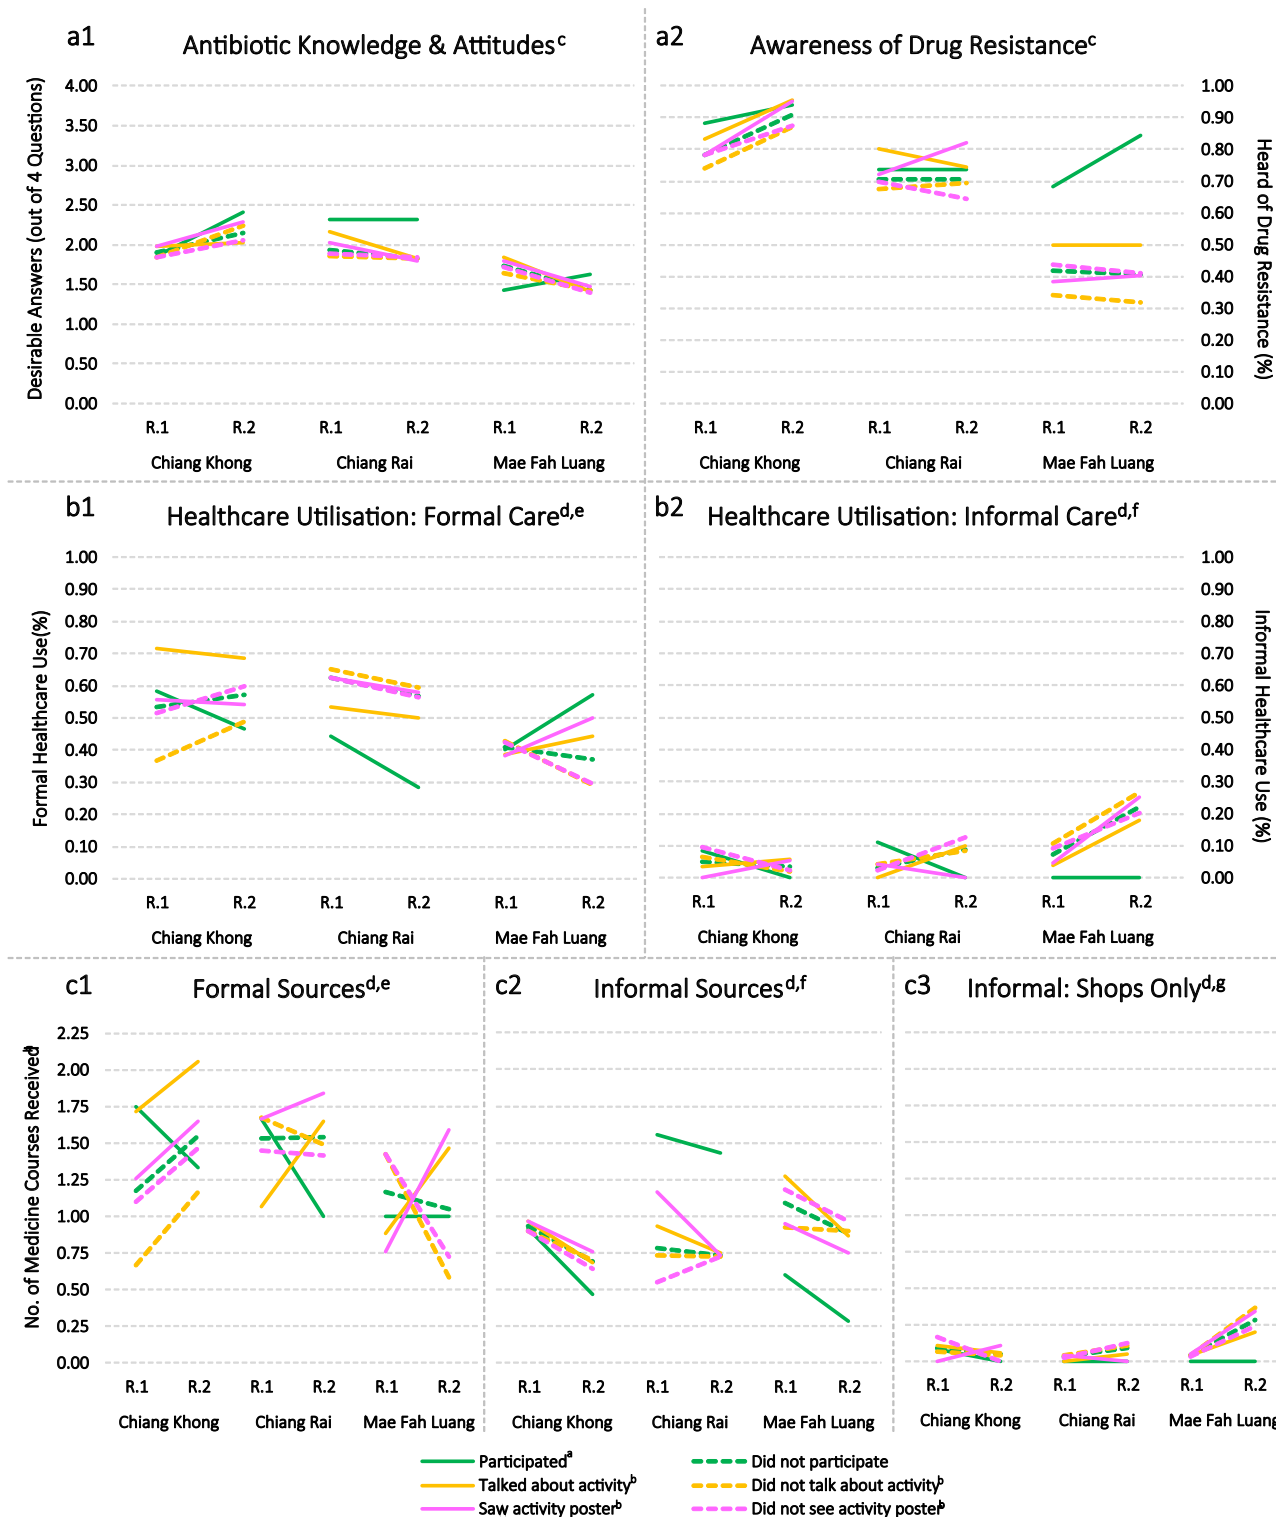 a1 Antibiotic Knowledge & Attitudes^c
a2 Awareness of Drug Resistance^c
Desirable Answers (out of 4 Questions)
4.00
3.50
3.00
2.50
2.00
1.50
1.00
0.50
0.00
R.1 R.2 R.1 R.2 R.1 R.2
Chiang Khong Chiang Rai Mae Fah Luang
1.00
0.90
0.80
0.70
0.60
0.50
0.40
0.30
0.20
0.10
0.00
Heard of Drug Resistance (%)
R.1 R.2 R.1 R.2 R.1 R.2
Chiang Khong Chiang Rai Mae Fah Luang
b1 Healthcare Utilisation: Formal Care^d,e
b2 Healthcare Utilisation: Informal Care^d,f
Formal Healthcare Use(%)
1.00
0.90
0.80
0.70
0.60
0.50
0.40
0.30
0.20
0.10
0.00
R.1 R.2 R.1 R.2 R.1 R.2
Chiang Khong Chiang Rai Mae Fah Luang
1.00
0.90
0.80
0.70
0.60
0.50
0.40
0.30
0.20
0.10
0.00
Informal Healthcare Use (%)
R.1 R.2 R.1 R.2 R.1 R.2
Chiang Khong Chiang Rai Mae Fah Luang
c1 Formal Sources^d,e
c2 Informal Sources^d,f
c3 Informal: Shops Only^d,g
No. of Medicine Courses Received
2.25
2.00
1.75
1.50
1.25
1.00
0.75
0.50
0.25
0.00
R.1 R.2 R.1 R.2 R.1 R.2
Chiang Khong Chiang Rai Mae Fah Luang
R.1 R.2 R.1 R.2 R.1 R.2
Chiang Khong Chiang Rai Mae Fah Luang
R.1 R.2 R.1 R.2 R.1 R.2
Chiang Khong Chiang Rai Mae Fah Luang
Participated^a Did not participate
Talked about activity^b Did not talk about activity^b
Saw activity poster^b Did not see activity poster^b